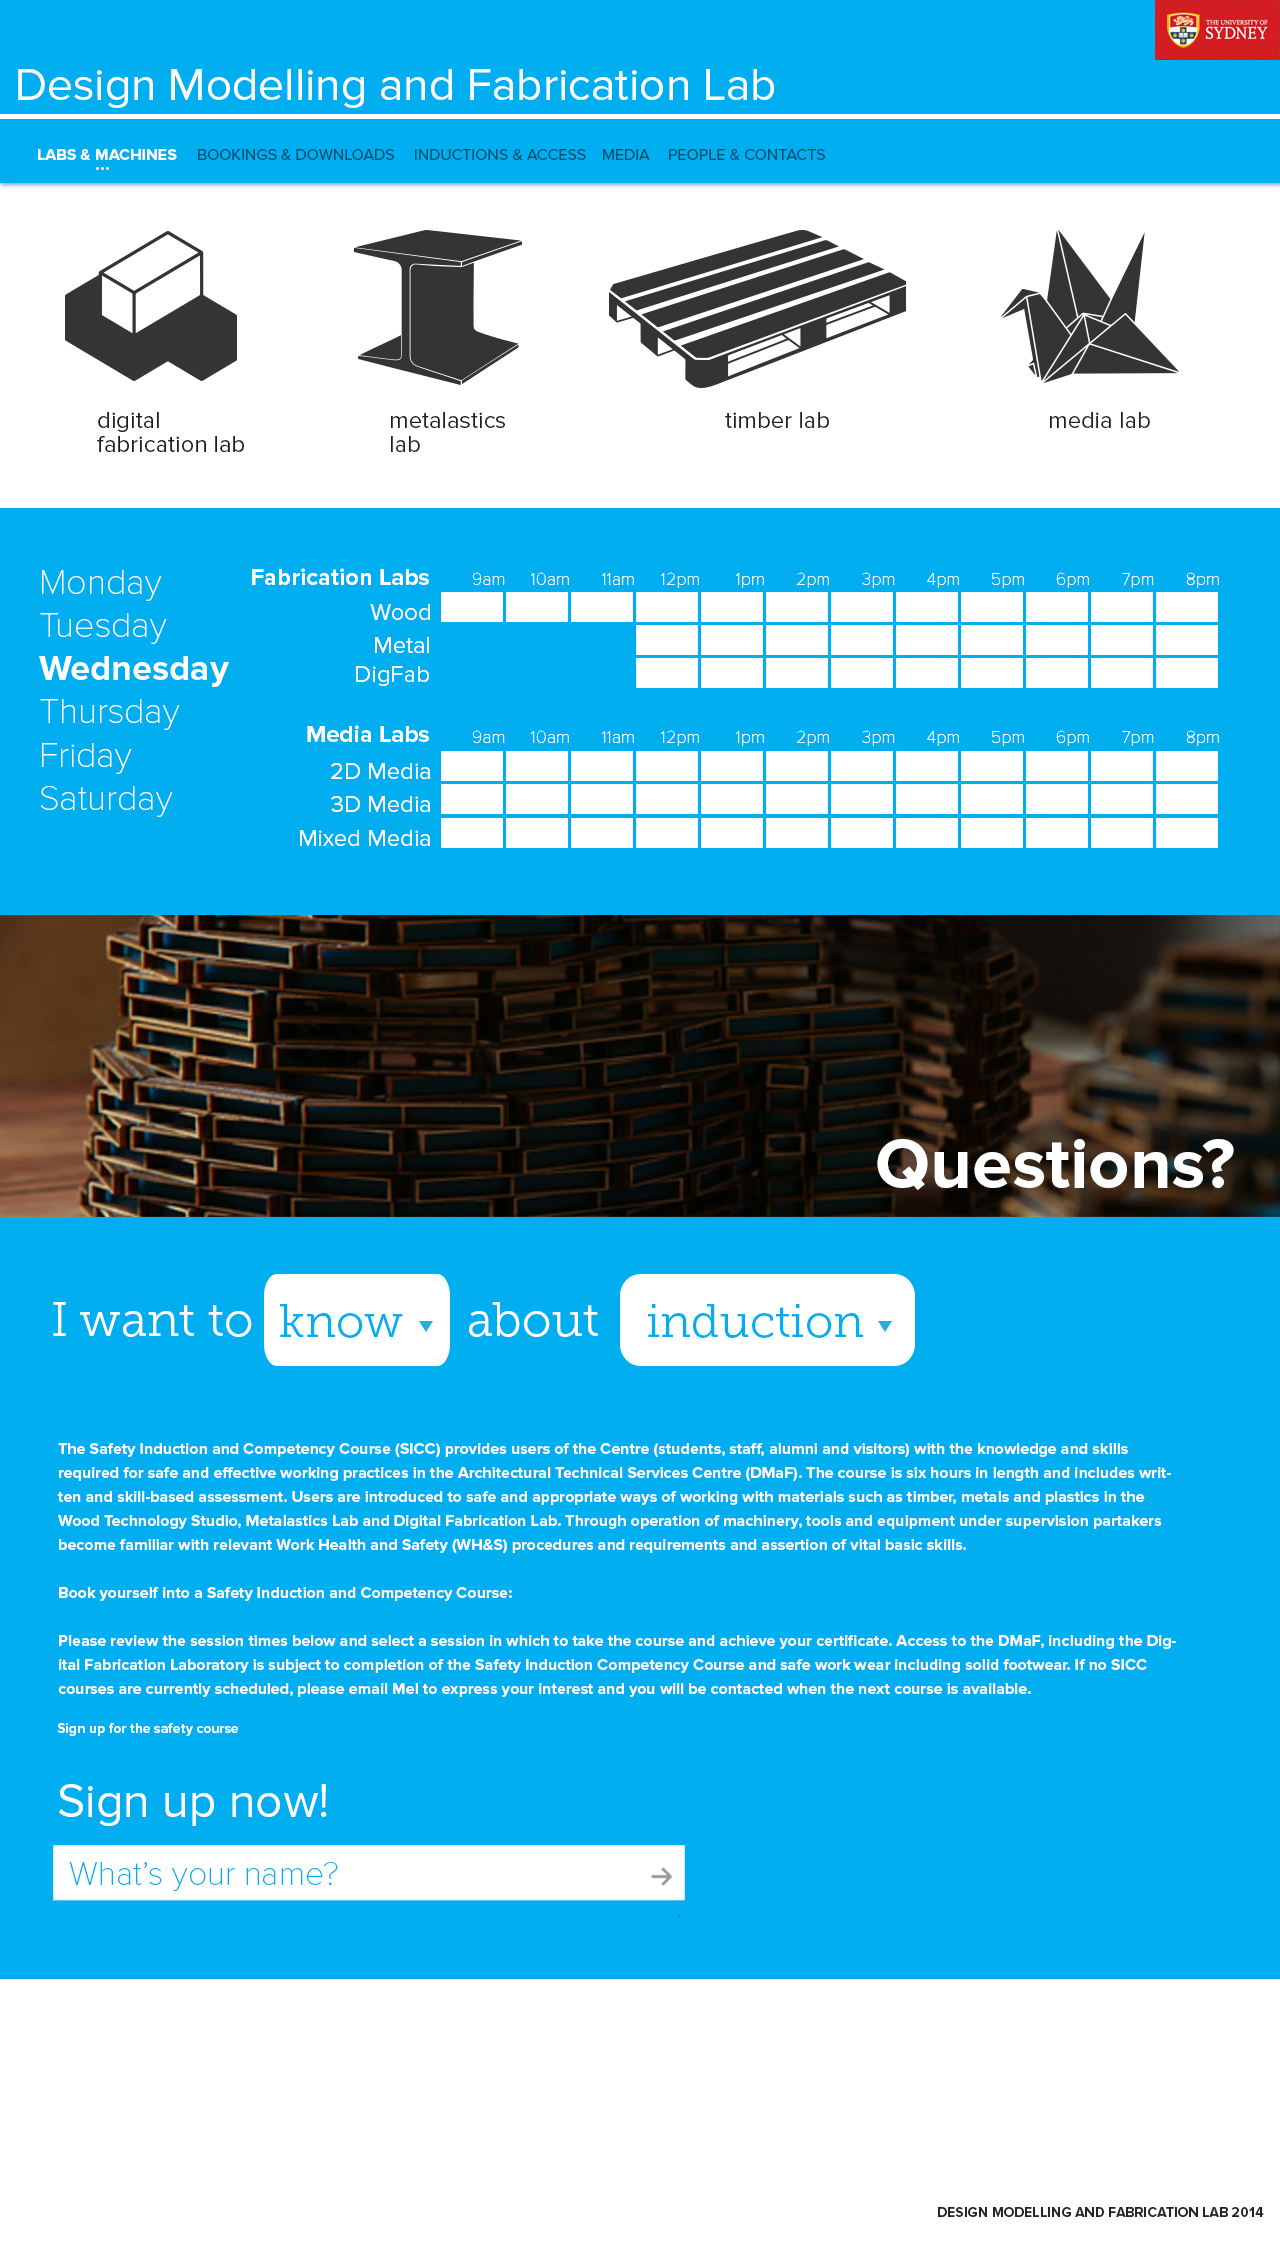 THE UNIVERSITY OF
SYDNEY
Design Modelling and Fabrication Lab
LABS & MACHINES BOOKINGS & DOWNLOADS INDUCTIONS & ACCESS MEDIA PEOPLE & CONTACTS
digital
fabrication lab
metalastics
lab
timber lab
media lab
Monday
Tuesday
Wednesday
Thursday
Friday
Saturday
Fabrication Labs 9am 10am 11am 12pm 1pm 2pm 3pm 4pm 5pm 6pm 7pm 8pm
Wood
Metal
DigFab
Media Labs 9am 10am 11am 12pm 1pm 2pm 3pm 4pm 5pm 6pm 7pm 8pm
2D Media
3D Media
Mixed Media
Questions?
I want to know about induction
The Safety Induction and Competency Course (SICC) provides users of the Centre (students, staff, alumni and visitors) with the knowledge and skills
required for safe and effective working practices in the Architectural Technical Services Centre (DMaF). The course is six hours in length and includes writ-
ten and skill-based assessment. Users are introduced to safe and appropriate ways of working with materials such as timber, metals and plastics in the
Wood Technology Studio, Metalastics Lab and Digital Fabrication Lab. Through operation of machinery, tools and equipment under supervision partakers
become familiar with relevant Work Health and Safety (WH&S) procedures and requirements and assertion of vital basic skills.
Book yourself into a Safety Induction and Competency Course:
Please review the session times below and select a session in which to take the course and achieve your certificate. Access to the DMaF, including the Dig-
ital Fabrication Laboratory is subject to completion of the Safety Induction Competency Course and safe work wear including solid footwear. If no SICC
courses are currently scheduled, please email Mel to express your interest and you will be contacted when the next course is available.
Sign up for the safety course
Sign up now!
What's your name?
DESIGN MODELLING AND FABRICATION LAB 2014